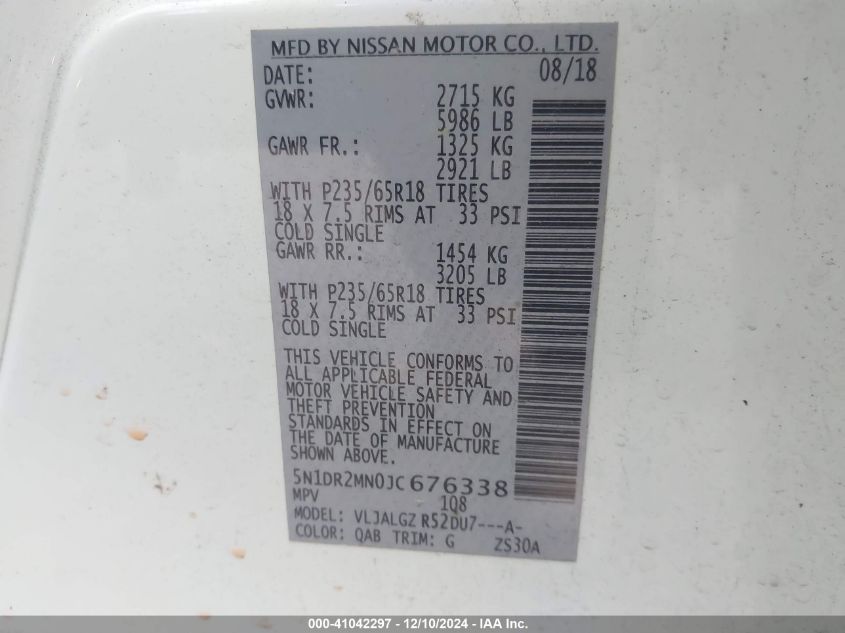 MFD BY NISSAN MOTOR CO., LTD.
DATE: 08/18
GVWR: 2715 KG
5986 LB
GAWR FR.: 1325 KG
2921 LB
WITH P235/65R18 TIRES
18 X 7.5 RIMS AT 33 PSI
COLD SINGLE
GAWR RR.: 1454 KG
3205 LB
WITH P235/65R18 TIRES
18 X 7.5 RIMS AT 33 PSI
COLD SINGLE
THIS VEHICLE CONFORMS TO
ALL APPLICABLE FEDERAL
MOTOR VEHICLE SAFETY AND
THEFT PREVENTION
STANDARDS IN EFFECT ON
THE DATE OF MANUFACTURE
SHOWN ABOVE.
5N1DR2MN0JC676338
MPV 1Q8
MODEL: VLJALGZ R52DU7---A-
COLOR: QAB TRIM: G ZS30A
000-41042297 - 12/10/2024 - IAA Inc.